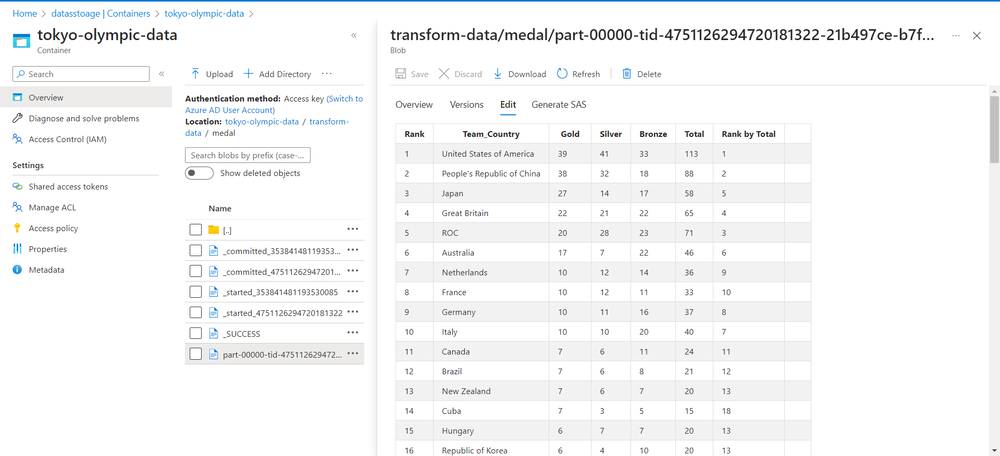 Home > datasstoage | Containers > tokyo-olympic-data >
tokyo-olympic-data
Container
Search
Overview
Diagnose and solve problems
Access Control (IAM)
Settings
Shared access tokens
Manage ACL
Access policy
Properties
Metadata
Upload Add Directory ...
Authentication method: Access key (Switch to
Azure AD User Account)
Location: tokyo-olympic-data / transform-
data / medal
Search blobs by prefix (case-...
Show deleted objects
Name
[..]
_committed_35384148119353...
_committed_47511262947201...
_started_353841481193530085
_started_4751126294720181322
_SUCCESS
part-00000-tid-475112629472...
transform-data/medal/part-00000-tid-4751126294720181322-21b497ce-b7f...
Blob
Save Discard Download Refresh Delete
Overview Versions Edit Generate SAS
Rank Team_Country Gold Silver Bronze Total Rank by Total
1 United States of America 39 41 33 113 1
2 People's Republic of China 38 32 18 88 2
3 Japan 27 14 17 58 5
4 Great Britain 22 21 22 65 4
5 ROC 20 28 23 71 3
6 Australia 17 7 22 46 6
7 Netherlands 10 12 14 36 9
8 France 10 12 11 33 10
9 Germany 10 11 16 37 8
10 Italy 10 10 20 40 7
11 Canada 7 6 11 24 11
12 Brazil 7 6 8 21 12
13 New Zealand 7 6 7 20 13
14 Cuba 7 3 5 15 18
15 Hungary 6 7 7 20 13
16 Republic of Korea 6 4 10 20 13